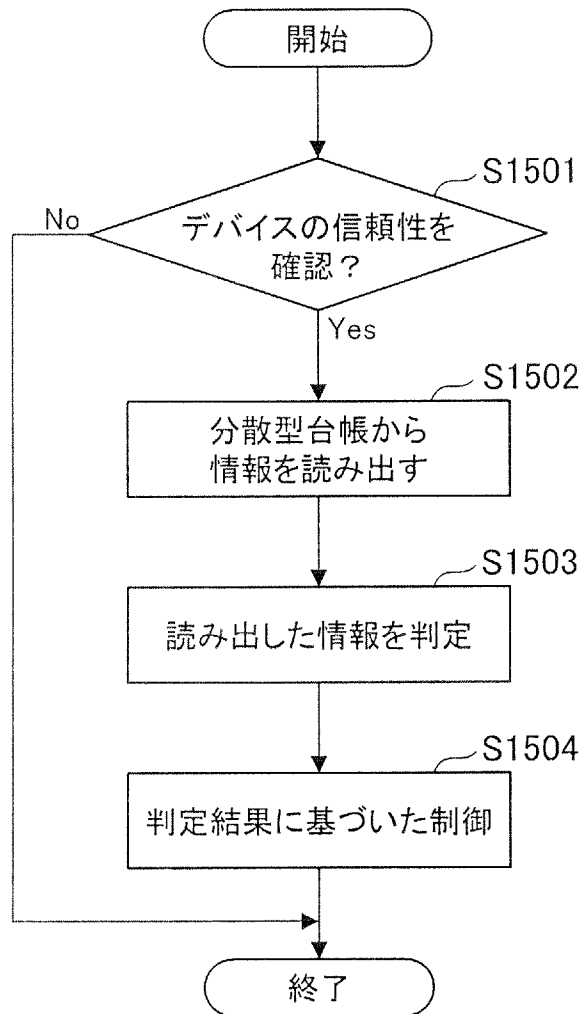 開始
S1501
No
デバイスの信頼性を
確認？
Yes
S1502
分散型台帳から
情報を読み出す
S1503
読み出した情報を判定
S1504
判定結果に基づいた制御
終了